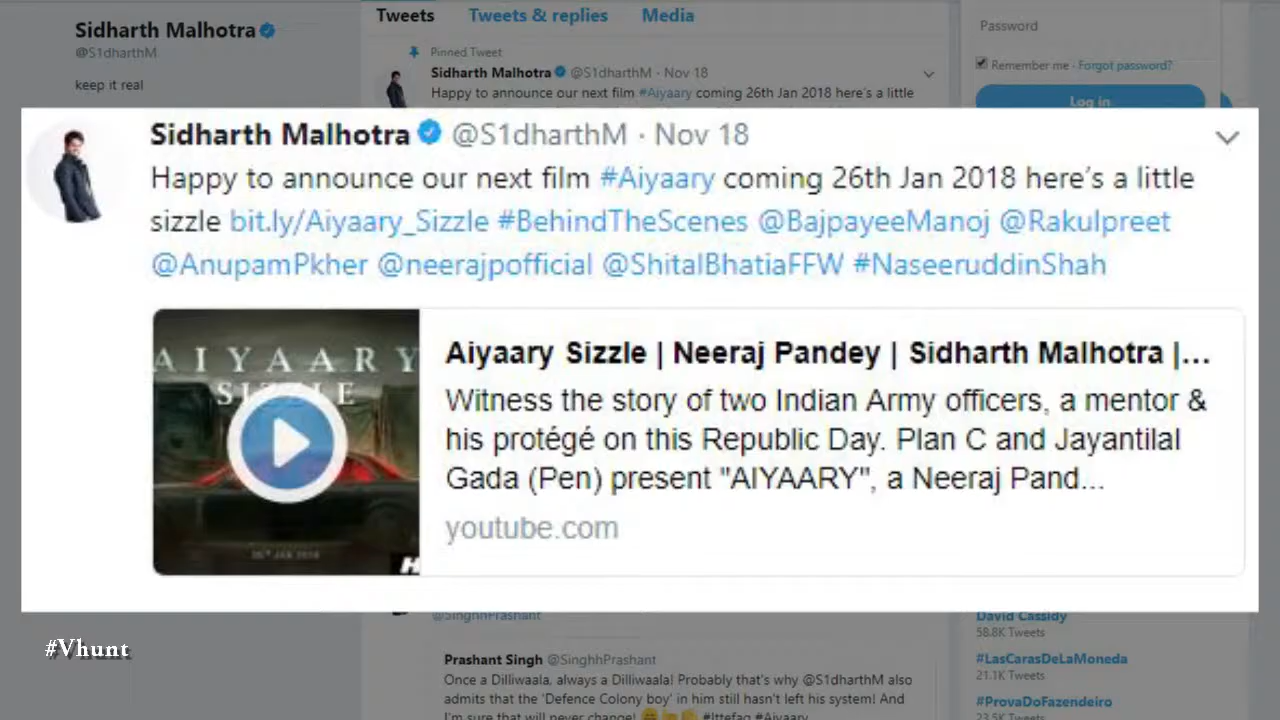 Sidharth Malhotra
@S1dharthM
keep it real
Tweets Tweets & replies Media
Pinned Tweet
Sidharth Malhotra @S1dharthM · Nov 18
Happy to announce our next film #Aiyaary coming 26th Jan 2018 here's a little
Password
Remember me · Forgot password?
Log in
Sidharth Malhotra @S1dharthM · Nov 18
Happy to announce our next film #Aiyaary coming 26th Jan 2018 here's a little
sizzle bit.ly/Aiyaary_Sizzle #BehindTheScenes @BajpayeeManoj @Rakulpreet
@AnupamPkher @neerajpofficial @ShitalBhatiaFFW #NaseeruddinShah
AIYAARY
SIZZLE
26TH JAN 2018
Aiyaary Sizzle | Neeraj Pandey | Sidharth Malhotra |...
Witness the story of two Indian Army officers, a mentor &
his protégé on this Republic Day. Plan C and Jayantilal
Gada (Pen) present "AIYAARY", a Neeraj Pand...
youtube.com
@SinghhPrashant
Prashant Singh @SinghhPrashant
Once a Dilliwaala, always a Dilliwaala! Probably that's why @S1dharthM also
admits that the 'Defence Colony boy' in him still hasn't left his system! And
I'm sure that will never change! #Ittefaq #Aiyaary
David Cassidy
58.8K Tweets
#LasCarasDeLaMoneda
21.1K Tweets
#ProvaDoFazendeiro
23.5K Tweets
#Vhunt